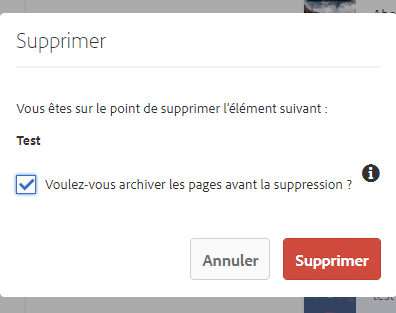 Supprimer
Vous êtes sur le point de supprimer l'élément suivant :
Test
Voulez-vous archiver les pages avant la suppression ?
Annuler
Supprimer